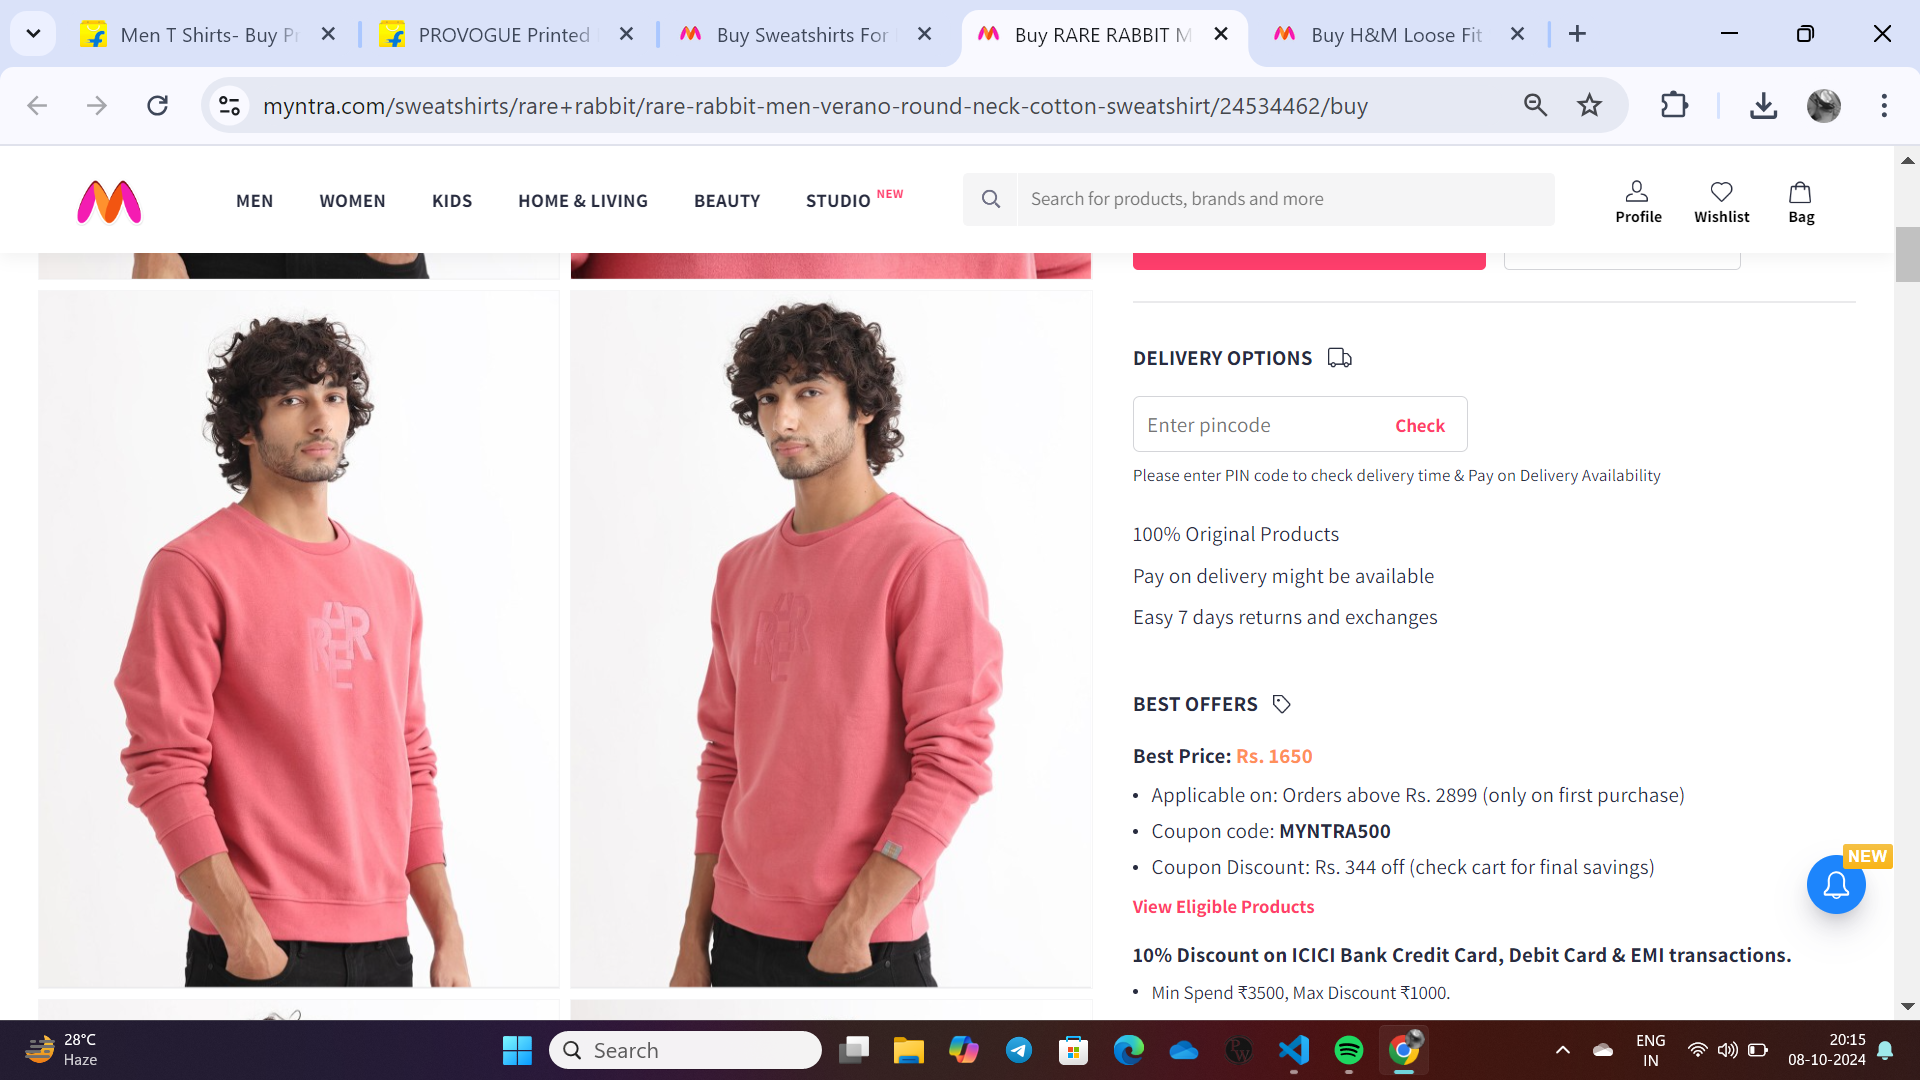 Men T Shirts- Buy Pr
PROVOGUE Printed
Buy Sweatshirts For
Buy RARE RABBIT M
Buy H&M Loose Fit
myntra.com/sweatshirts/rare+rabbit/rare-rabbit-men-verano-round-neck-cotton-sweatshirt/24534462/buy
MEN
WOMEN
KIDS
HOME & LIVING
BEAUTY
STUDIO NEW
Search for products, brands and more
Profile
Wishlist
Bag
DELIVERY OPTIONS
Enter pincode
Check
Please enter PIN code to check delivery time & Pay on Delivery Availability
100% Original Products
Pay on delivery might be available
Easy 7 days returns and exchanges
BEST OFFERS
Best Price: Rs. 1650
Applicable on: Orders above Rs. 2899 (only on first purchase)
Coupon code: MYNTRA500
Coupon Discount: Rs. 344 off (check cart for final savings)
View Eligible Products
10% Discount on ICICI Bank Credit Card, Debit Card & EMI transactions.
Min Spend ₹3500, Max Discount ₹1000.
NEW
28°C
Haze
Search
ENG
IN
20:15
08-10-2024